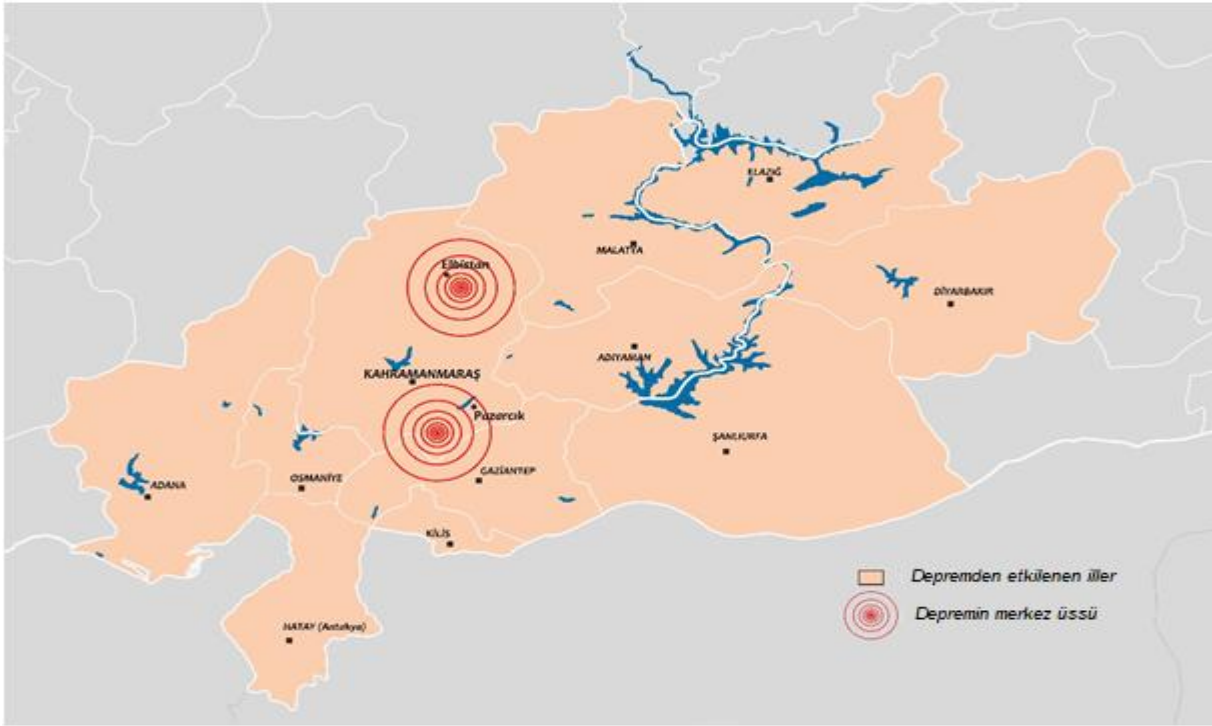 ELAZIĞ
MALATYA
Elbistan
DİYARBAKIR
ADIYAMAN
KAHRAMANMARAŞ
Pazarcık
ŞANLIURFA
GAZİANTEP
OSMANİYE
ADANA
KİLİS
HATAY (Antakya)
Depremden etkilenen iller
Depremin merkez üssü